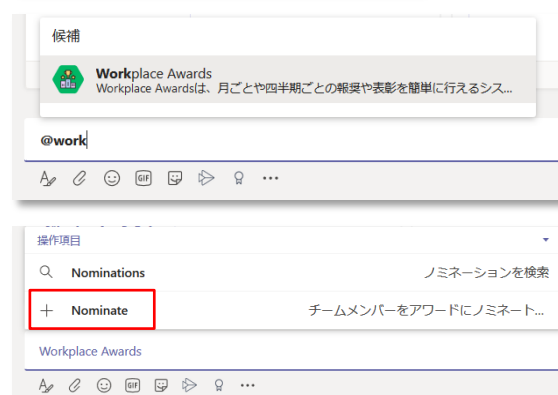 候補
Workplace Awards
Workplace Awardsは、月ごとや四半期ごとの報奨や表彰を簡単に行えるシス...
@work
GIF
操作項目
Nominations ノミネーションを検索
Nominate チームメンバーをアワードにノミネート...
Workplace Awards
GIF